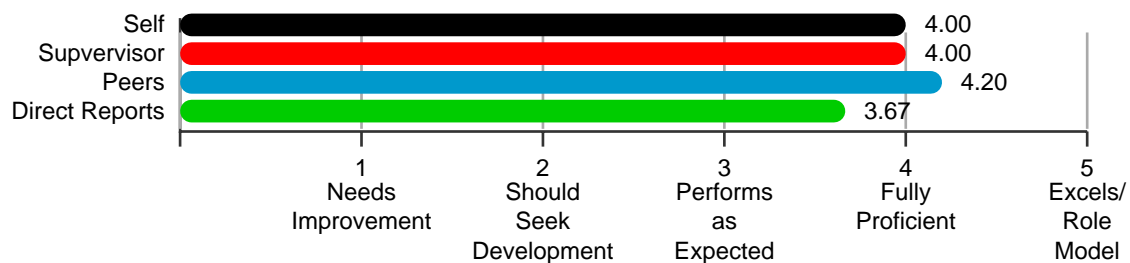 Self 4.00
Supvervisor 4.00
Peers 4.20
Direct Reports 3.67
1 2 3 4 5
Needs Should Performs Fully Excels/
Improvement Seek as Proficient Role
Development Expected Model